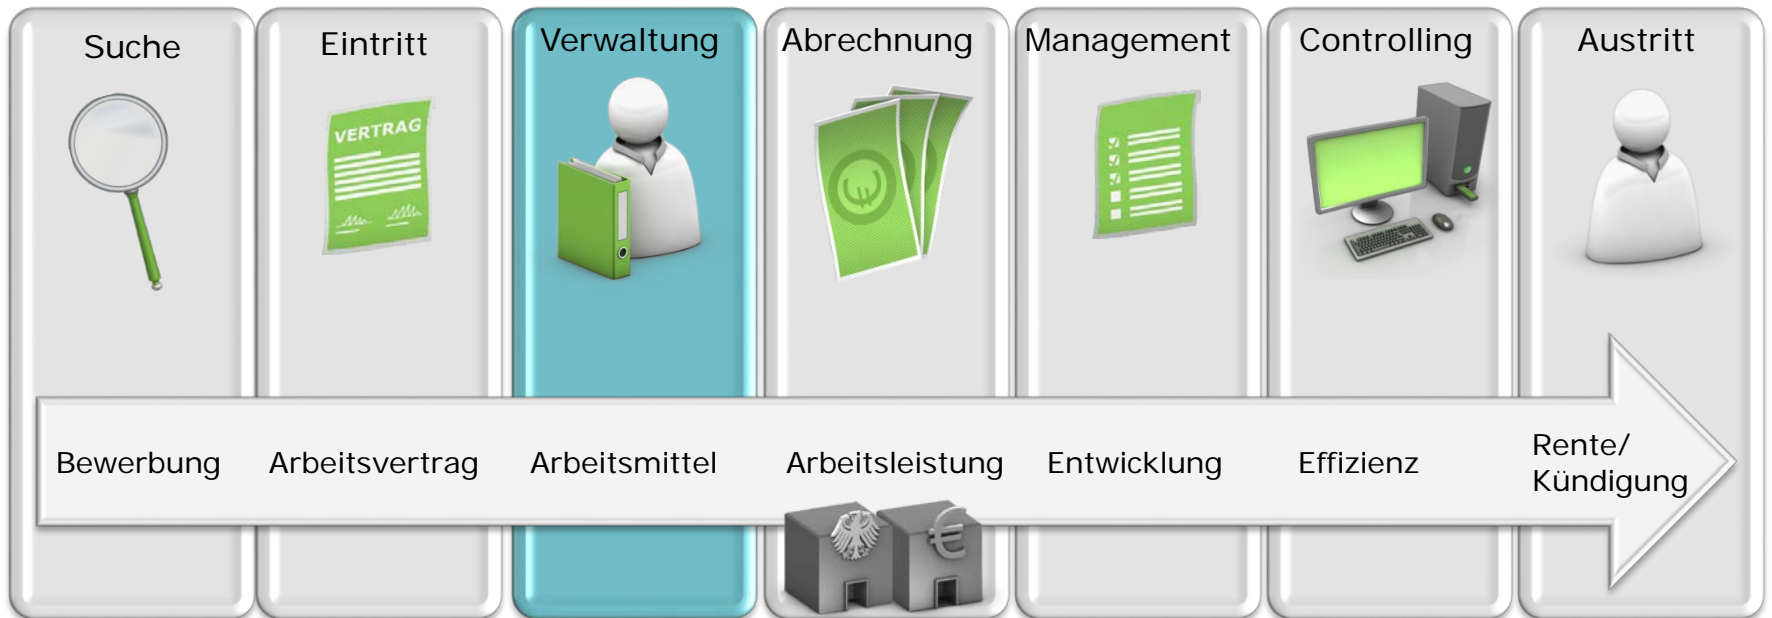 Suche
Eintritt
Verwaltung
Abrechnung
Management
Controlling
Austritt
VERTRAG
€
Bewerbung
Arbeitsvertrag
Arbeitsmittel
Arbeitsleistung
Entwicklung
Effizienz
Rente/
Kündigung
€